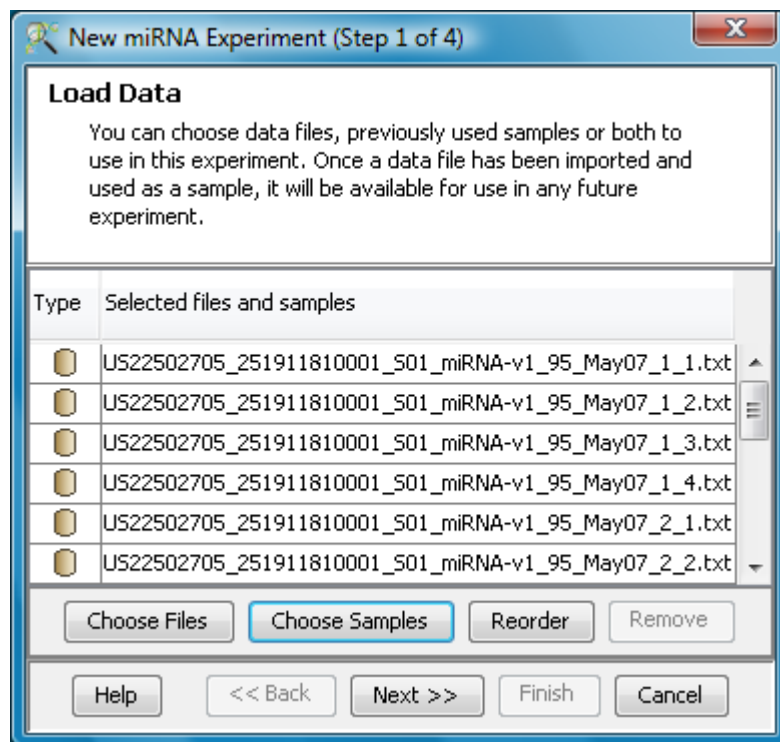 New miRNA Experiment (Step 1 of 4)
Load Data
You can choose data files, previously used samples or both to
use in this experiment. Once a data file has been imported and
used as a sample, it will be available for use in any future
experiment.
Type Selected files and samples
US22502705_251911810001_S01_miRNA-v1_95_May07_1_1.txt
US22502705_251911810001_S01_miRNA-v1_95_May07_1_2.txt
US22502705_251911810001_S01_miRNA-v1_95_May07_1_3.txt
US22502705_251911810001_S01_miRNA-v1_95_May07_1_4.txt
US22502705_251911810001_S01_miRNA-v1_95_May07_2_1.txt
US22502705_251911810001_S01_miRNA-v1_95_May07_2_2.txt
Choose Files Choose Samples Reorder Remove
Help << Back Next >> Finish Cancel